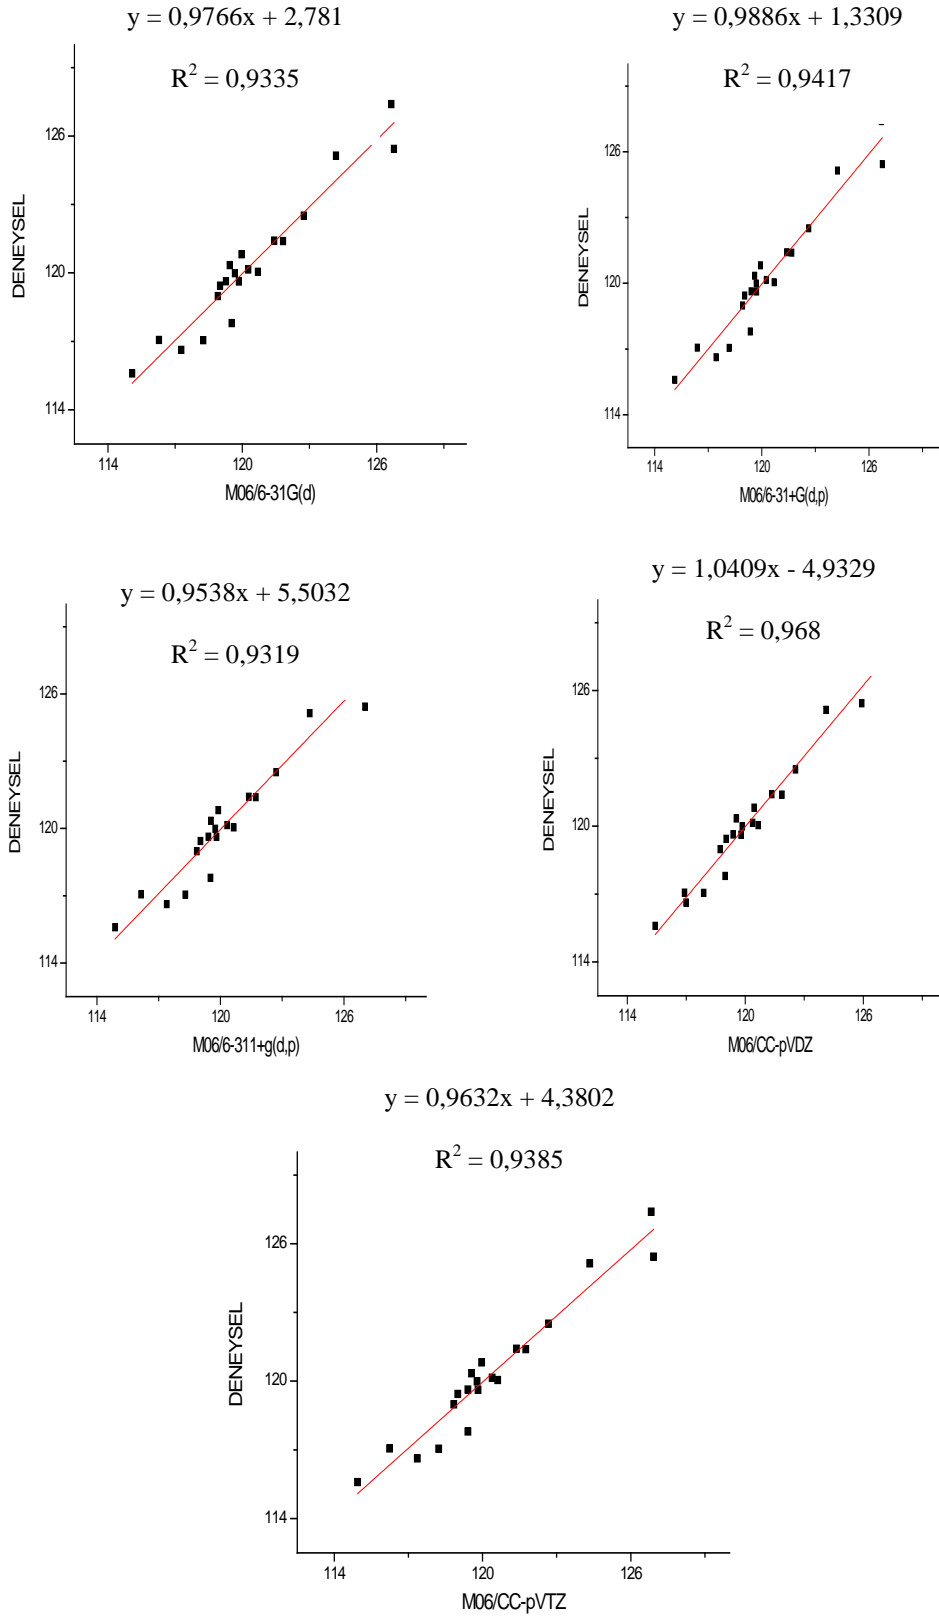 y = 0,9766x + 2,781
R² = 0,9335
126
120
114
DENEYSEL
114 120 126
M06/6-31G(d)
y = 0,9886x + 1,3309
R² = 0,9417
126
120
114
DENEYSEL
114 120 126
M06/6-31+G(d,p)
y = 0,9538x + 5,5032
R² = 0,9319
126
120
114
DENEYSEL
114 120 126
M06/6-311+g(d,p)
y = 1,0409x - 4,9329
R² = 0,968
126
120
114
DENEYSEL
114 120 126
M06/CC-pVDZ
y = 0,9632x + 4,3802
R² = 0,9385
126
120
114
DENEYSEL
114 120 126
M06/CC-pVTZ